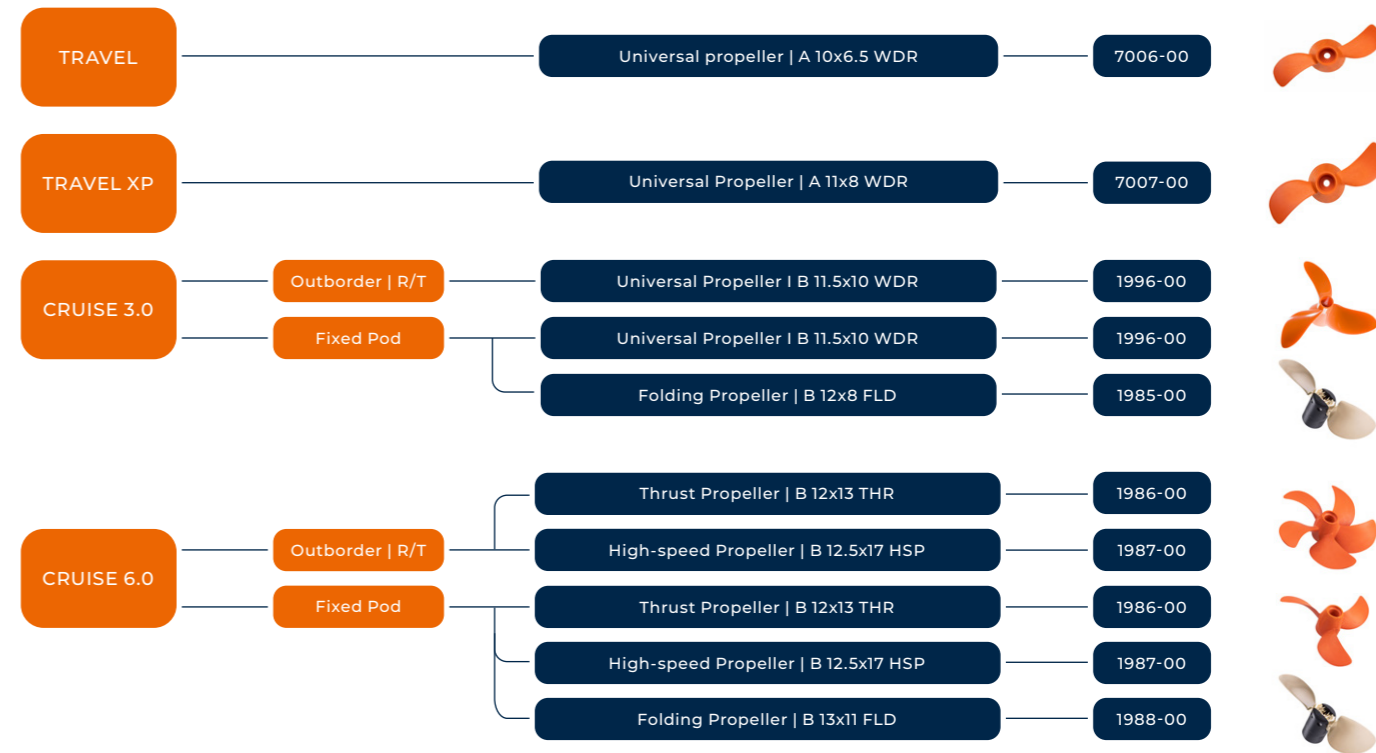 TRAVEL
Universal propeller | A 10x6.5 WDR
7006-00
TRAVEL XP
Universal Propeller | A 11x8 WDR
7007-00
CRUISE 3.0
Outborder | R/T
Universal Propeller I B 11.5x10 WDR
1996-00
Fixed Pod
Universal Propeller I B 11.5x10 WDR
1996-00
Folding Propeller | B 12x8 FLD
1985-00
CRUISE 6.0
Outborder | R/T
Thrust Propeller | B 12x13 THR
1986-00
High-speed Propeller | B 12.5x17 HSP
1987-00
Fixed Pod
Thrust Propeller | B 12x13 THR
1986-00
High-speed Propeller | B 12.5x17 HSP
1987-00
Folding Propeller | B 13x11 FLD
1988-00